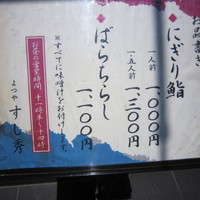 お品書き
にぎり鮨
一人前 一、〇〇〇円
一・五人前 一、三〇〇円
ばらちらし 一、一〇〇円
※すべてに味噌汁をお付けします。
お昼の営業時間 十一時半～十四時
よつや すし秀